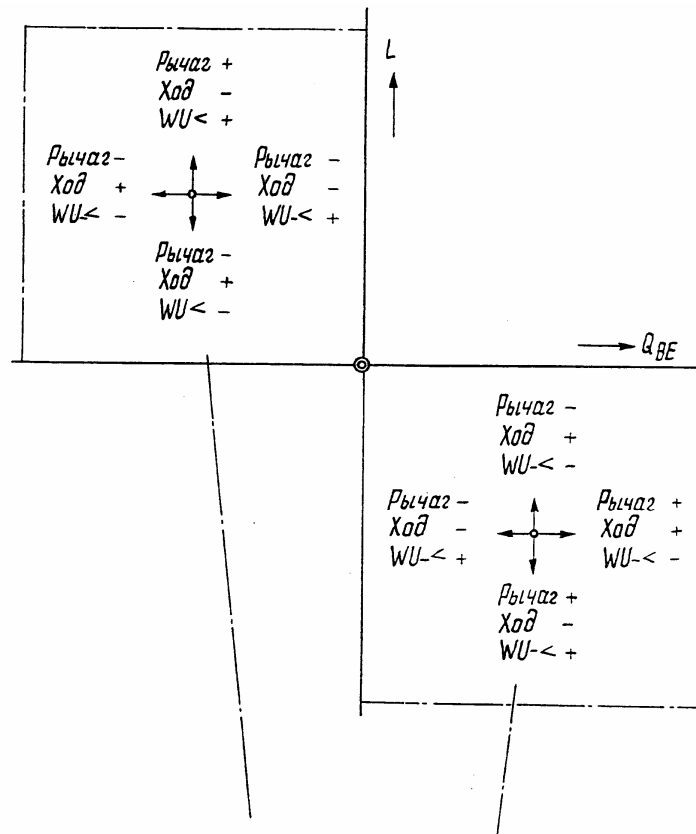 L
Рычаг +
Ход -
WU< +
Рычаг -
Ход +
WU-< -
Рычаг -
Ход -
WU-< +
Рычаг -
Ход +
WU< -
Q_BE
Рычаг -
Ход +
WU-< -
Рычаг -
Ход -
WU-< +
Рычаг +
Ход +
WU-< -
Рычаг +
Ход -
WU-< +